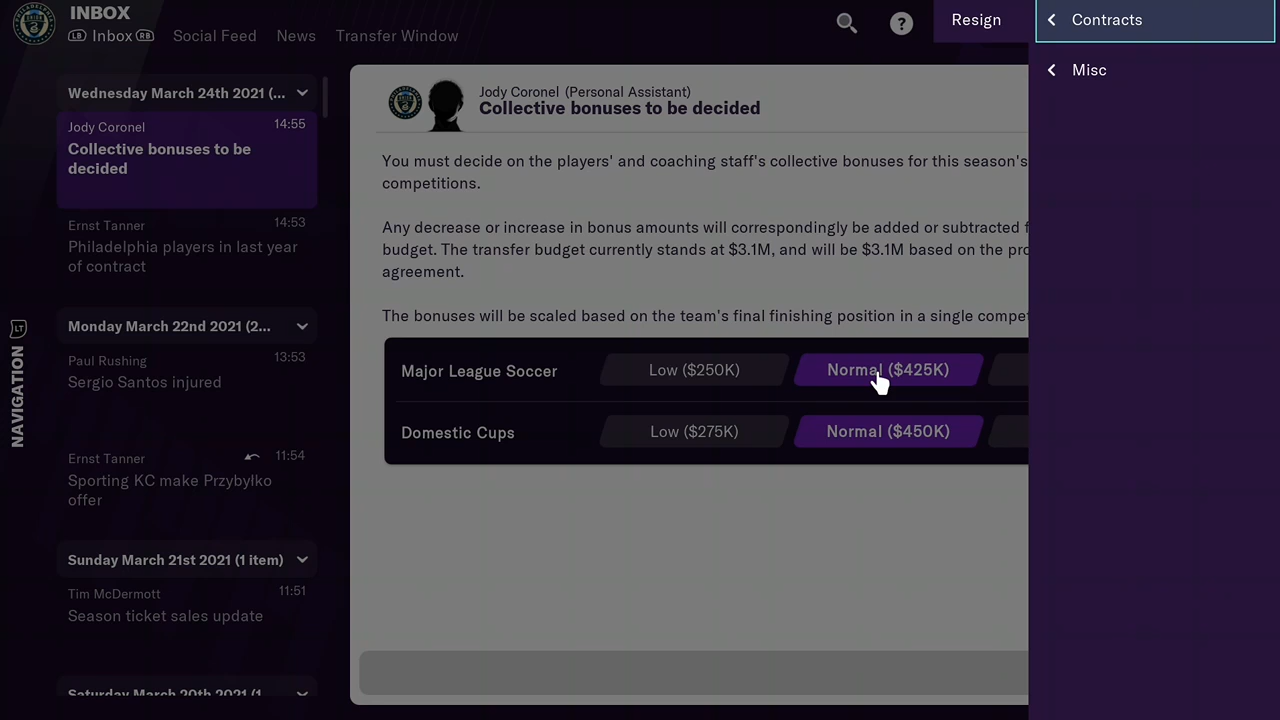 INBOX
LB Inbox RB
Social Feed
News
Transfer Window
?
Resign
Contracts
Misc
NAVIGATION LT
Wednesday March 24th 2021 (...
Jody Coronel
14:55
Collective bonuses to be
decided
Ernst Tanner
14:53
Philadelphia players in last year
of contract
Monday March 22nd 2021 (2...
Paul Rushing
13:53
Sergio Santos injured
Ernst Tanner
11:54
Sporting KC make Przybylko
offer
Sunday March 21st 2021 (1 item)
Tim McDermott
11:51
Season ticket sales update
Saturday March 20th 2021 (1
Jody Coronel (Personal Assistant)
Collective bonuses to be decided
You must decide on the players' and coaching staff's collective bonuses for this season's
competitions.
Any decrease or increase in bonus amounts will correspondingly be added or subtracted f
budget. The transfer budget currently stands at $3.1M, and will be $3.1M based on the pro
agreement.
The bonuses will be scaled based on the team's final finishing position in a single compet
Major League Soccer
Low ($250K)
Normal ($425K)
Domestic Cups
Low ($275K)
Normal ($450K)